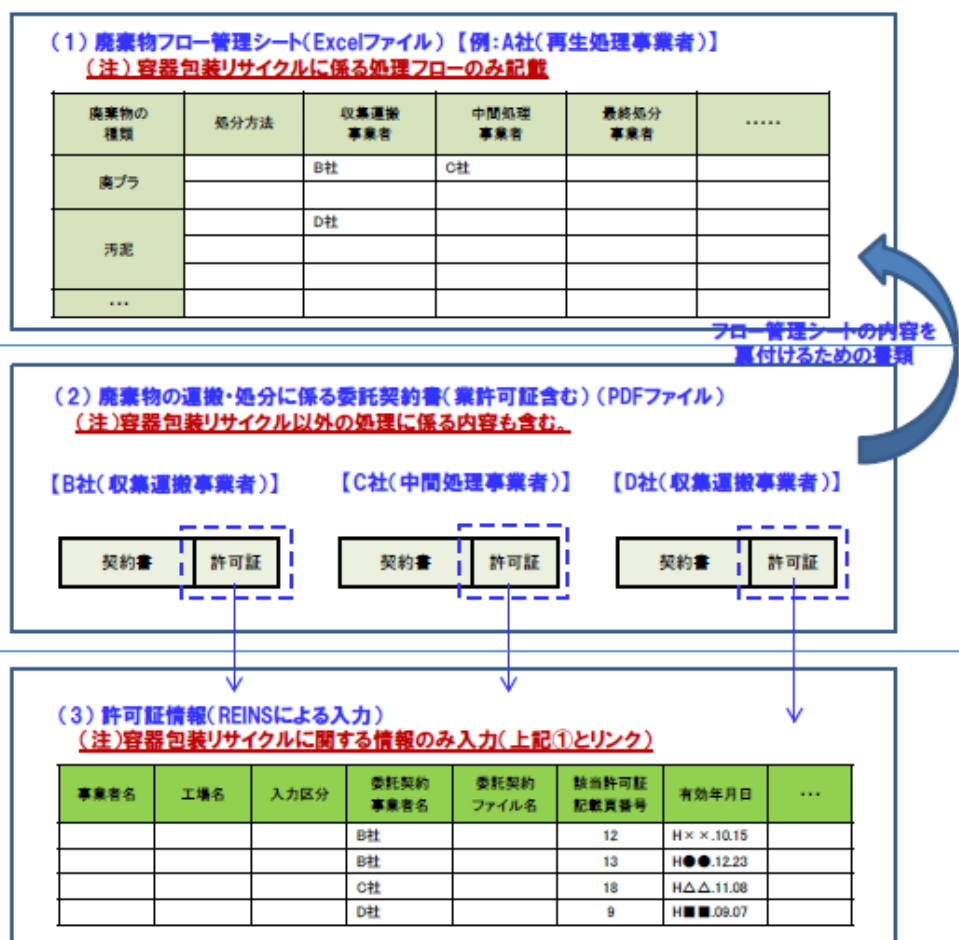 (1) 廃棄物フロー管理シート(Excelファイル) 【例:A社(再生処理事業者)】
(注) 容器包装リサイクルに係る処理フローのみ記載
廃棄物の種類 処分方法 収集運搬事業者 中間処理事業者 最終処分事業者 ・・・・・
廃プラ B社 C社
汚泥 D社
・・・
フロー管理シートの内容を
裏付けるための書類
(2) 廃棄物の運搬・処分に係る委託契約書(業許可証含む) (PDFファイル)
(注)容器包装リサイクル以外の処理に係る内容も含む。
【B社(収集運搬事業者)】 【C社(中間処理事業者)】 【D社(収集運搬事業者)】
契約書 許可証 契約書 許可証 契約書 許可証
(3) 許可証情報(REINSによる入力)
(注)容器包装リサイクルに関する情報のみ入力(上記①とリンク)
事業者名 工場名 入力区分 委託契約事業者名 委託契約ファイル名 該当許可証記載頁番号 有効年月日 ・・・
B社 12 H××.10.15
B社 13 H●●.12.23
C社 18 H△△.11.08
D社 9 H■■.09.07